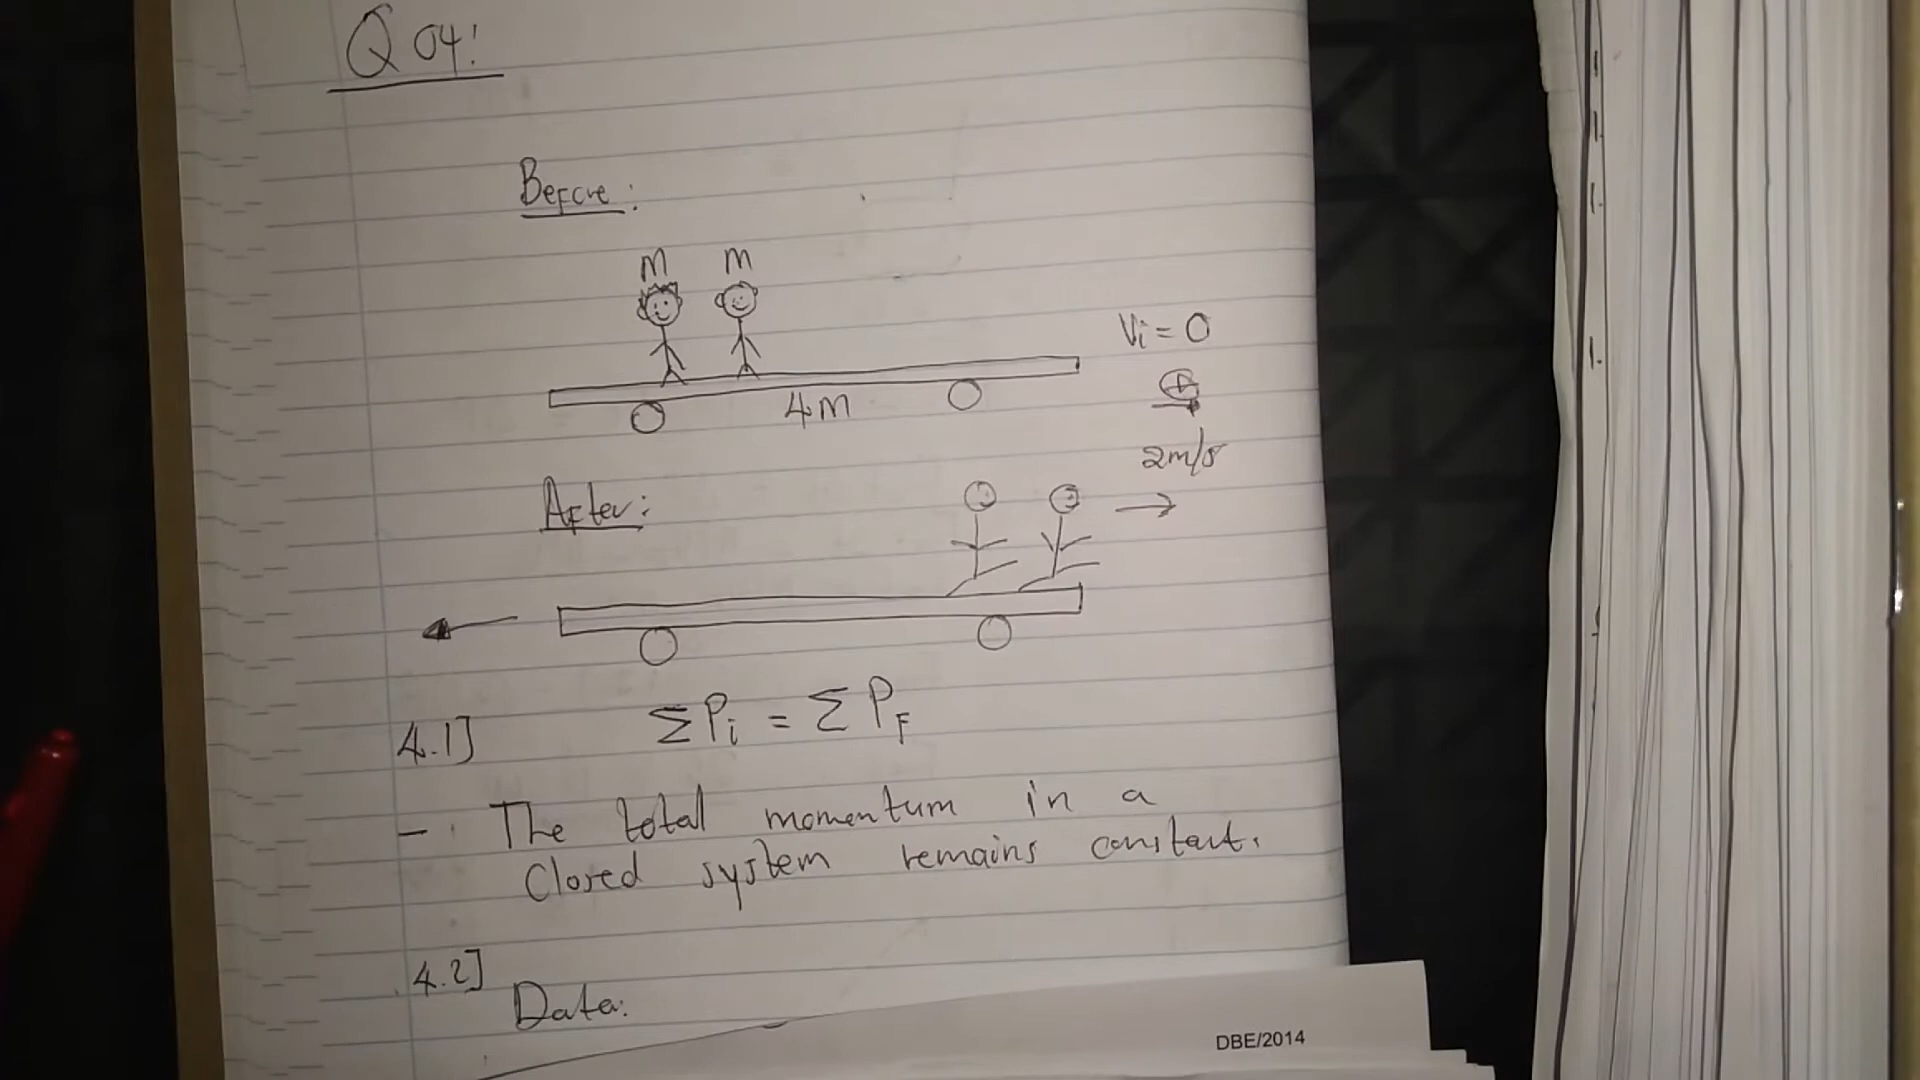 Q 04:
Before:
m m
Vi = 0
4m
+
2m/s
After:
4.1] ΣPi = ΣPF
- The total momentum in a
Closed system remains constant.
4.2]
Data:
DBE/2014